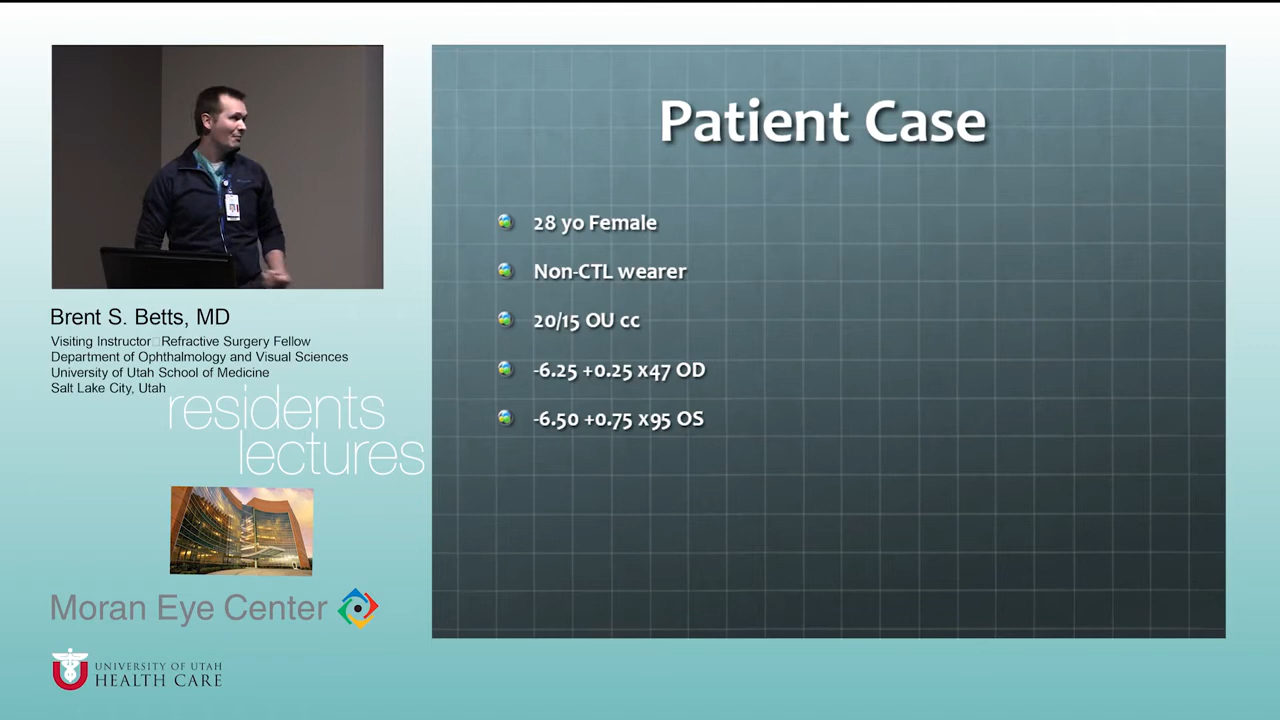 Patient Case
28 yo Female
Non-CTL wearer
20/15 OU cc
-6.25 +0.25 x47 OD
-6.50 +0.75 x95 OS
Brent S. Betts, MD
Visiting Instructor□Refractive Surgery Fellow
Department of Ophthalmology and Visual Sciences
University of Utah School of Medicine
Salt Lake City, Utah
residents
lectures
Moran Eye Center
UNIVERSITY OF UTAH
HEALTH CARE